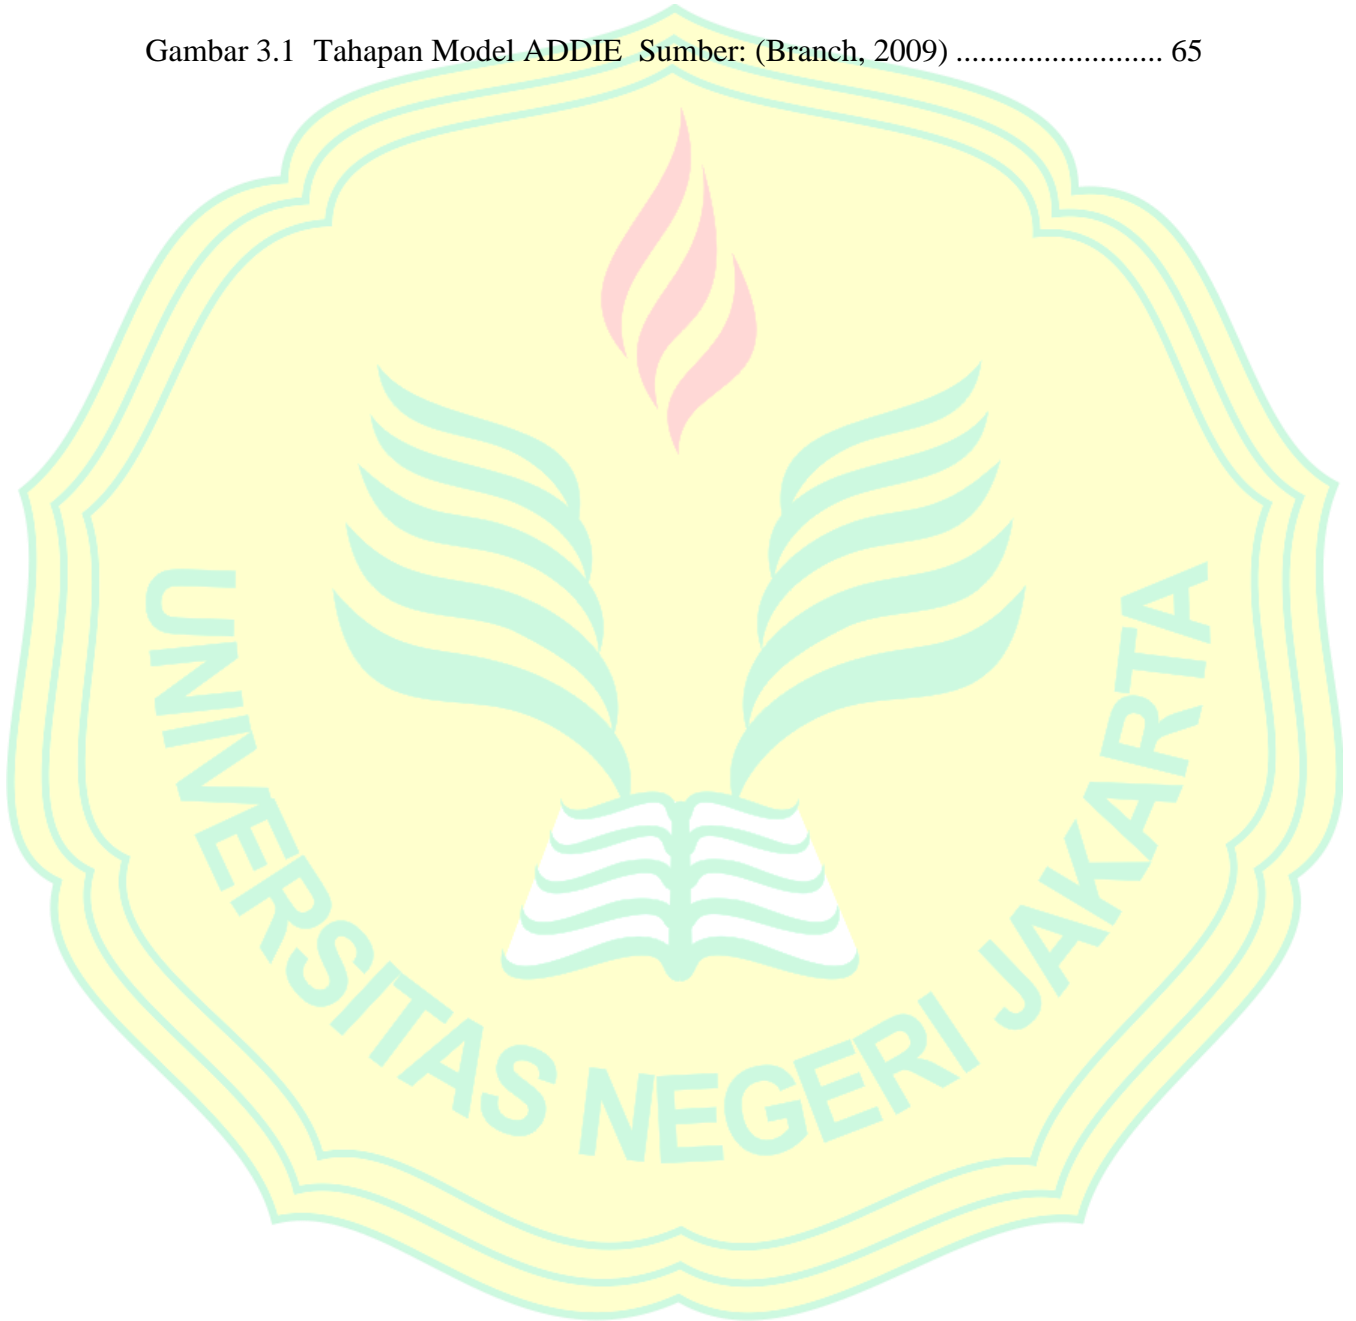 Gambar 3.1 Tahapan Model ADDIE Sumber: (Branch, 2009) .......................... 65
UNIVERSITAS NEGERI JAKARTA